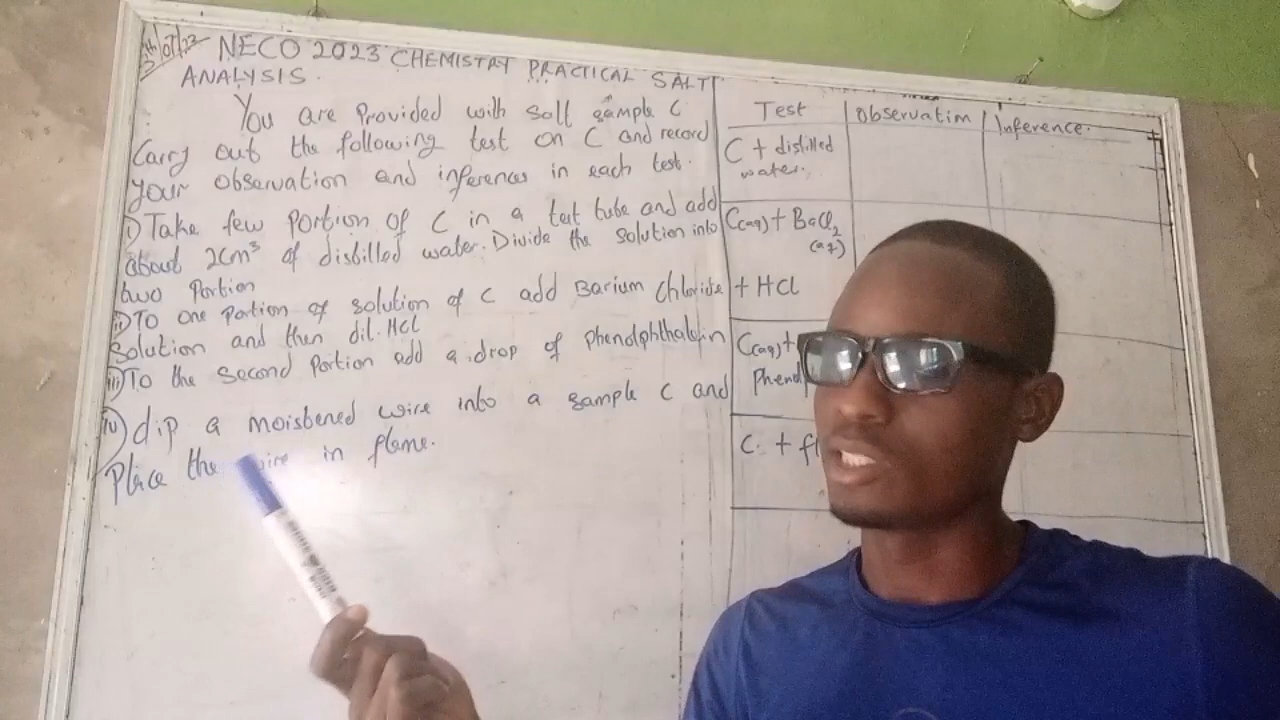 NECO 2023 CHEMISTRY PRACTICAL SALT
ANALYSIS.
You are Provided with salt sample C
Carry out the following test on C and record
your observation and inferences in each test.
i) Take few Portion of C in a test tube and add
about 2cm³ of distilled water. Divide the solution into
two Portion
ii) To one Portion of solution of C add Barium Chloride
solution and then dil. HCl
iii) To the second Portion add a drop of Phenolphthalein
iv) dip a moistened wire into a sample C and
Place the wire in flame.
Test
Observation
Inference.
C + distilled
water.
C(aq) + BaCl₂
(aq)
+ HCl
C(aq) +
Phenol
C. + fl